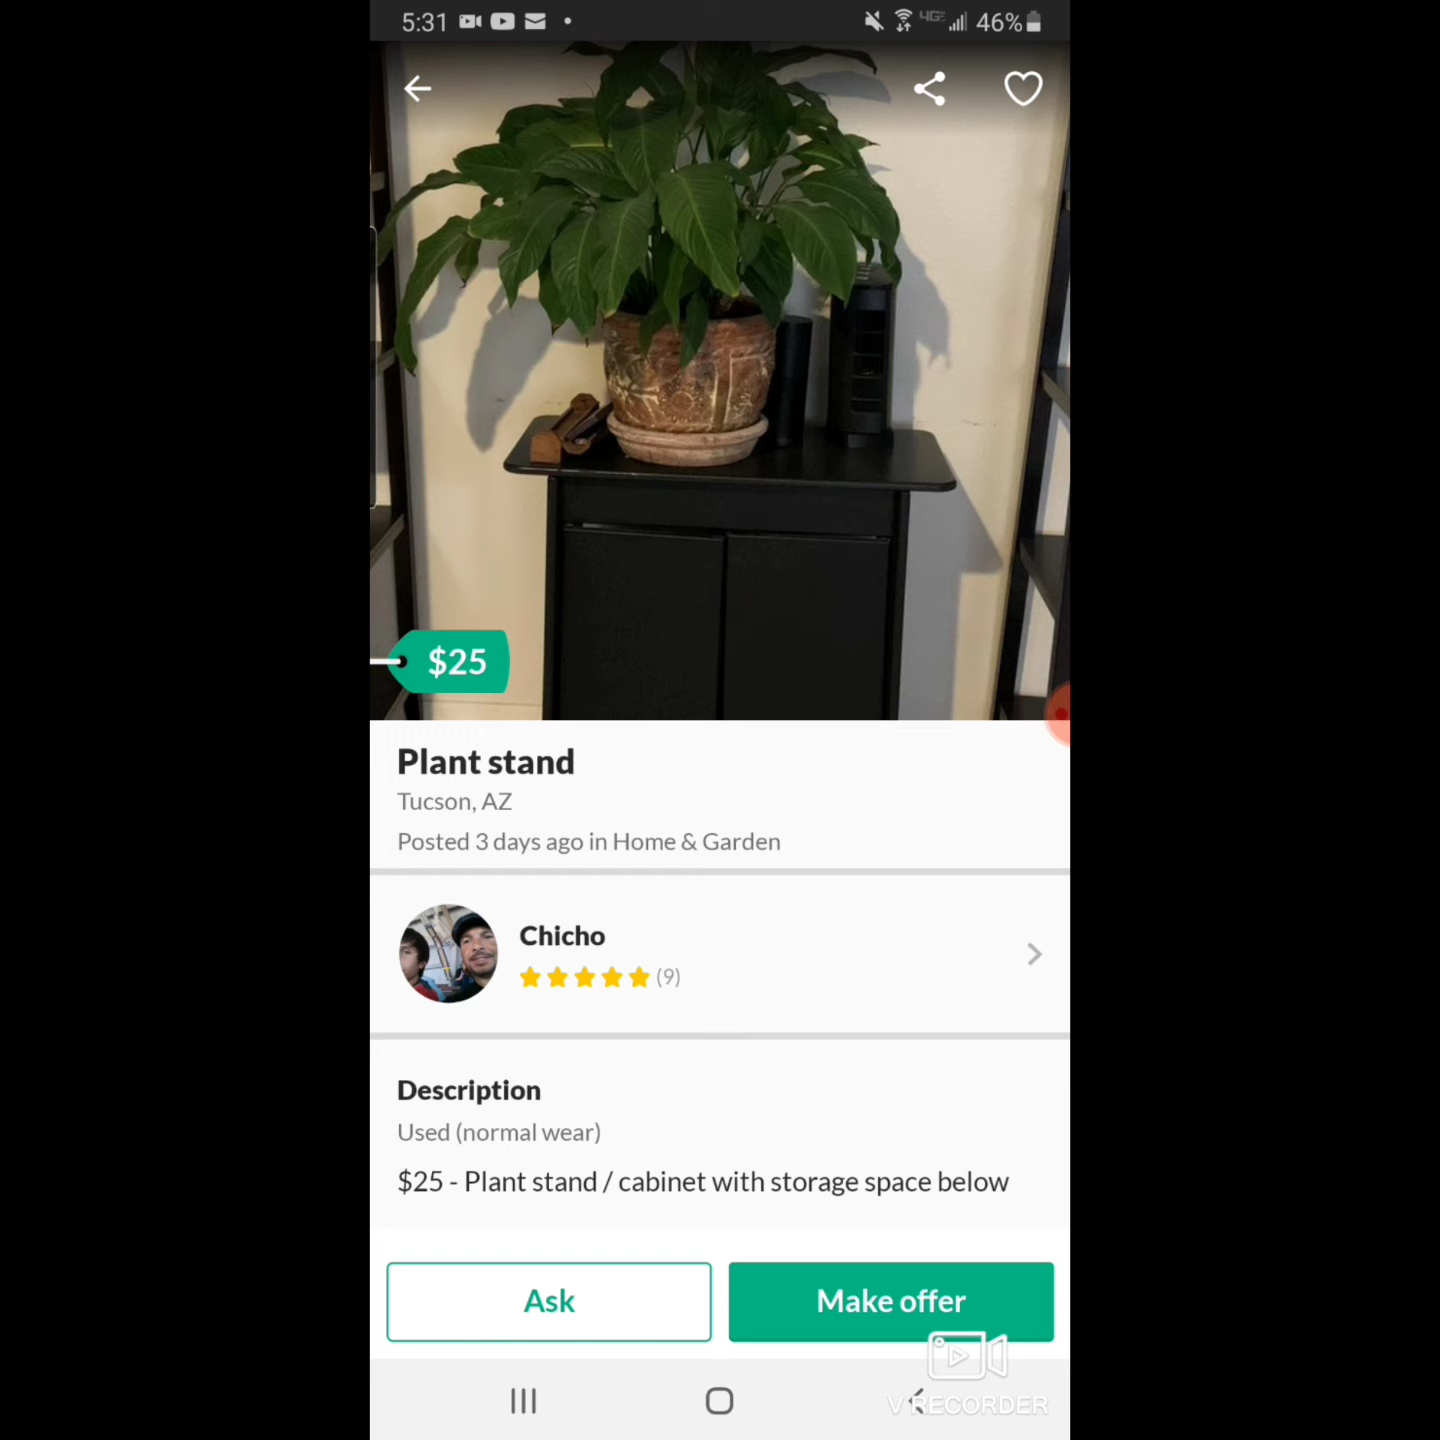 5:31
4G
46%
$25
Plant stand
Tucson, AZ
Posted 3 days ago in Home & Garden
Chicho
(9)
Description
Used (normal wear)
$25 - Plant stand / cabinet with storage space below
Ask
Make offer
V RECORDER